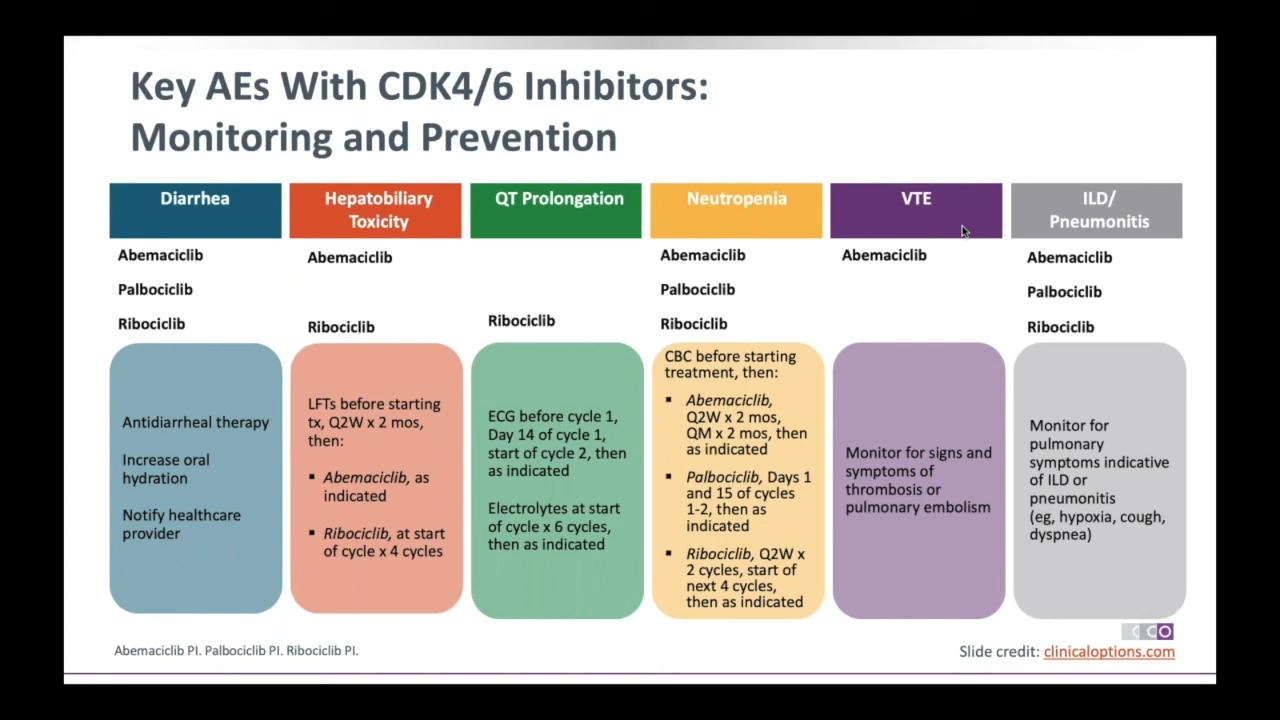 Key AEs With CDK4/6 Inhibitors:
Monitoring and Prevention
Diarrhea
Abemaciclib
Palbociclib
Ribociclib
Antidiarrheal therapy
Increase oral
hydration
Notify healthcare
provider
Hepatobiliary
Toxicity
Abemaciclib
Ribociclib
LFTs before starting
tx, Q2W x 2 mos,
then:
▪ Abemaciclib, as
indicated
▪ Ribociclib, at start
of cycle x 4 cycles
QT Prolongation
Ribociclib
ECG before cycle 1,
Day 14 of cycle 1,
start of cycle 2, then
as indicated
Electrolytes at start
of cycle x 6 cycles,
then as indicated
Neutropenia
Abemaciclib
Palbociclib
Ribociclib
CBC before starting
treatment, then:
▪ Abemaciclib,
Q2W x 2 mos,
QM x 2 mos, then
as indicated
▪ Palbociclib, Days 1
and 15 of cycles
1-2, then as
indicated
▪ Ribociclib, Q2W x
2 cycles, start of
next 4 cycles,
then as indicated
VTE
Abemaciclib
Monitor for signs and
symptoms of
thrombosis or
pulmonary embolism
ILD/
Pneumonitis
Abemaciclib
Palbociclib
Ribociclib
Monitor for
pulmonary
symptoms indicative
of ILD or
pneumonitis
(eg, hypoxia, cough,
dyspnea)
CCO
Abemaciclib PI. Palbociclib PI. Ribociclib PI.
Slide credit: clinicaloptions.com